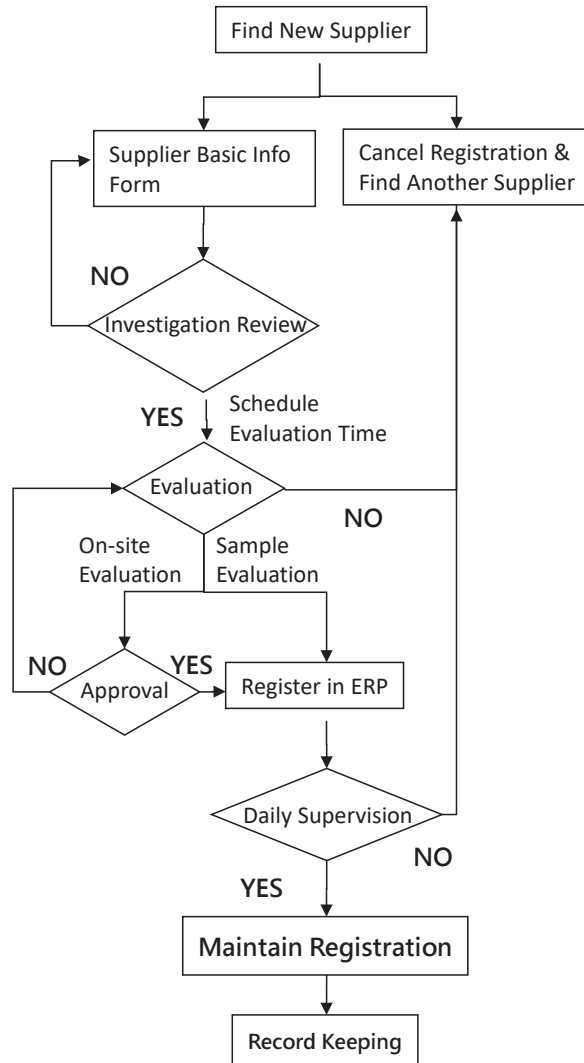 Find New Supplier
Supplier Basic Info
Form
Cancel Registration &
Find Another Supplier
NO
Investigation Review
YES
Schedule
Evaluation Time
Evaluation
NO
On-site
Evaluation
Sample
Evaluation
NO
YES
Approval
Register in ERP
Daily Supervision
NO
YES
Maintain Registration
Record Keeping